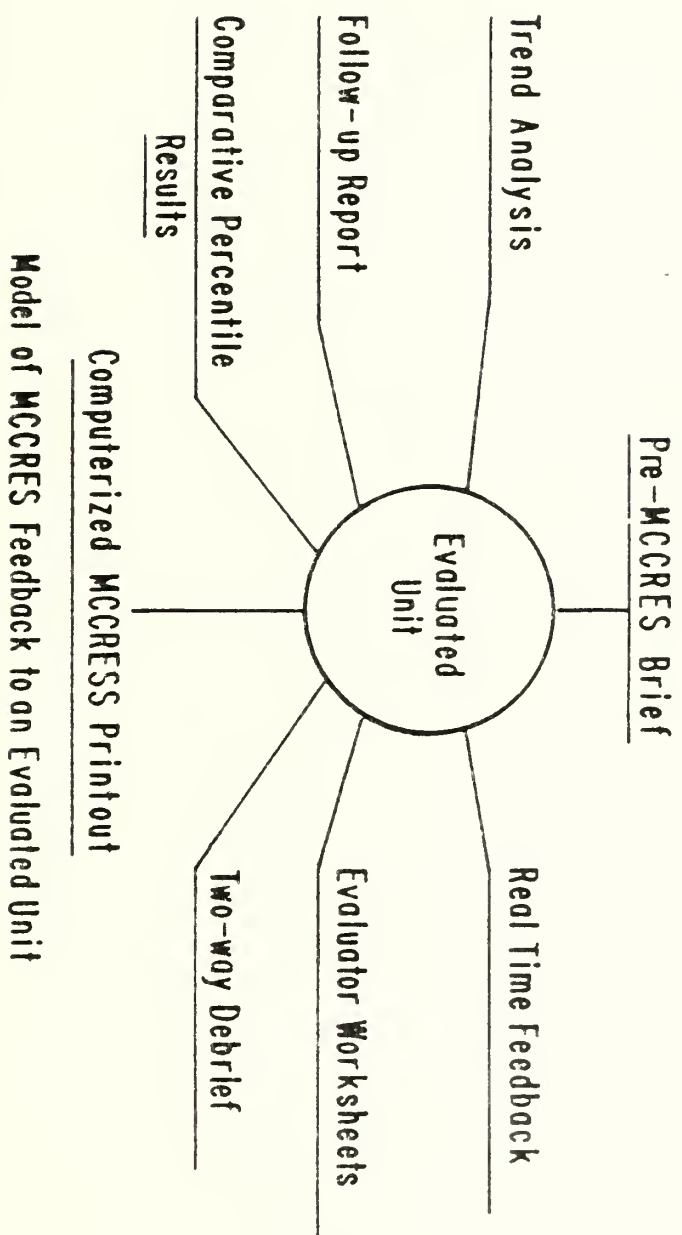 Pre-MCCRES Brief
Trend Analysis
Real Time Feedback
Follow-up Report
Evaluated
Unit
Evaluator Worksheets
Comparative Percentile
Results
Two-way Debrief
Computerized MCCRESS Printout
Model of MCCRES Feedback to an Evaluated Unit